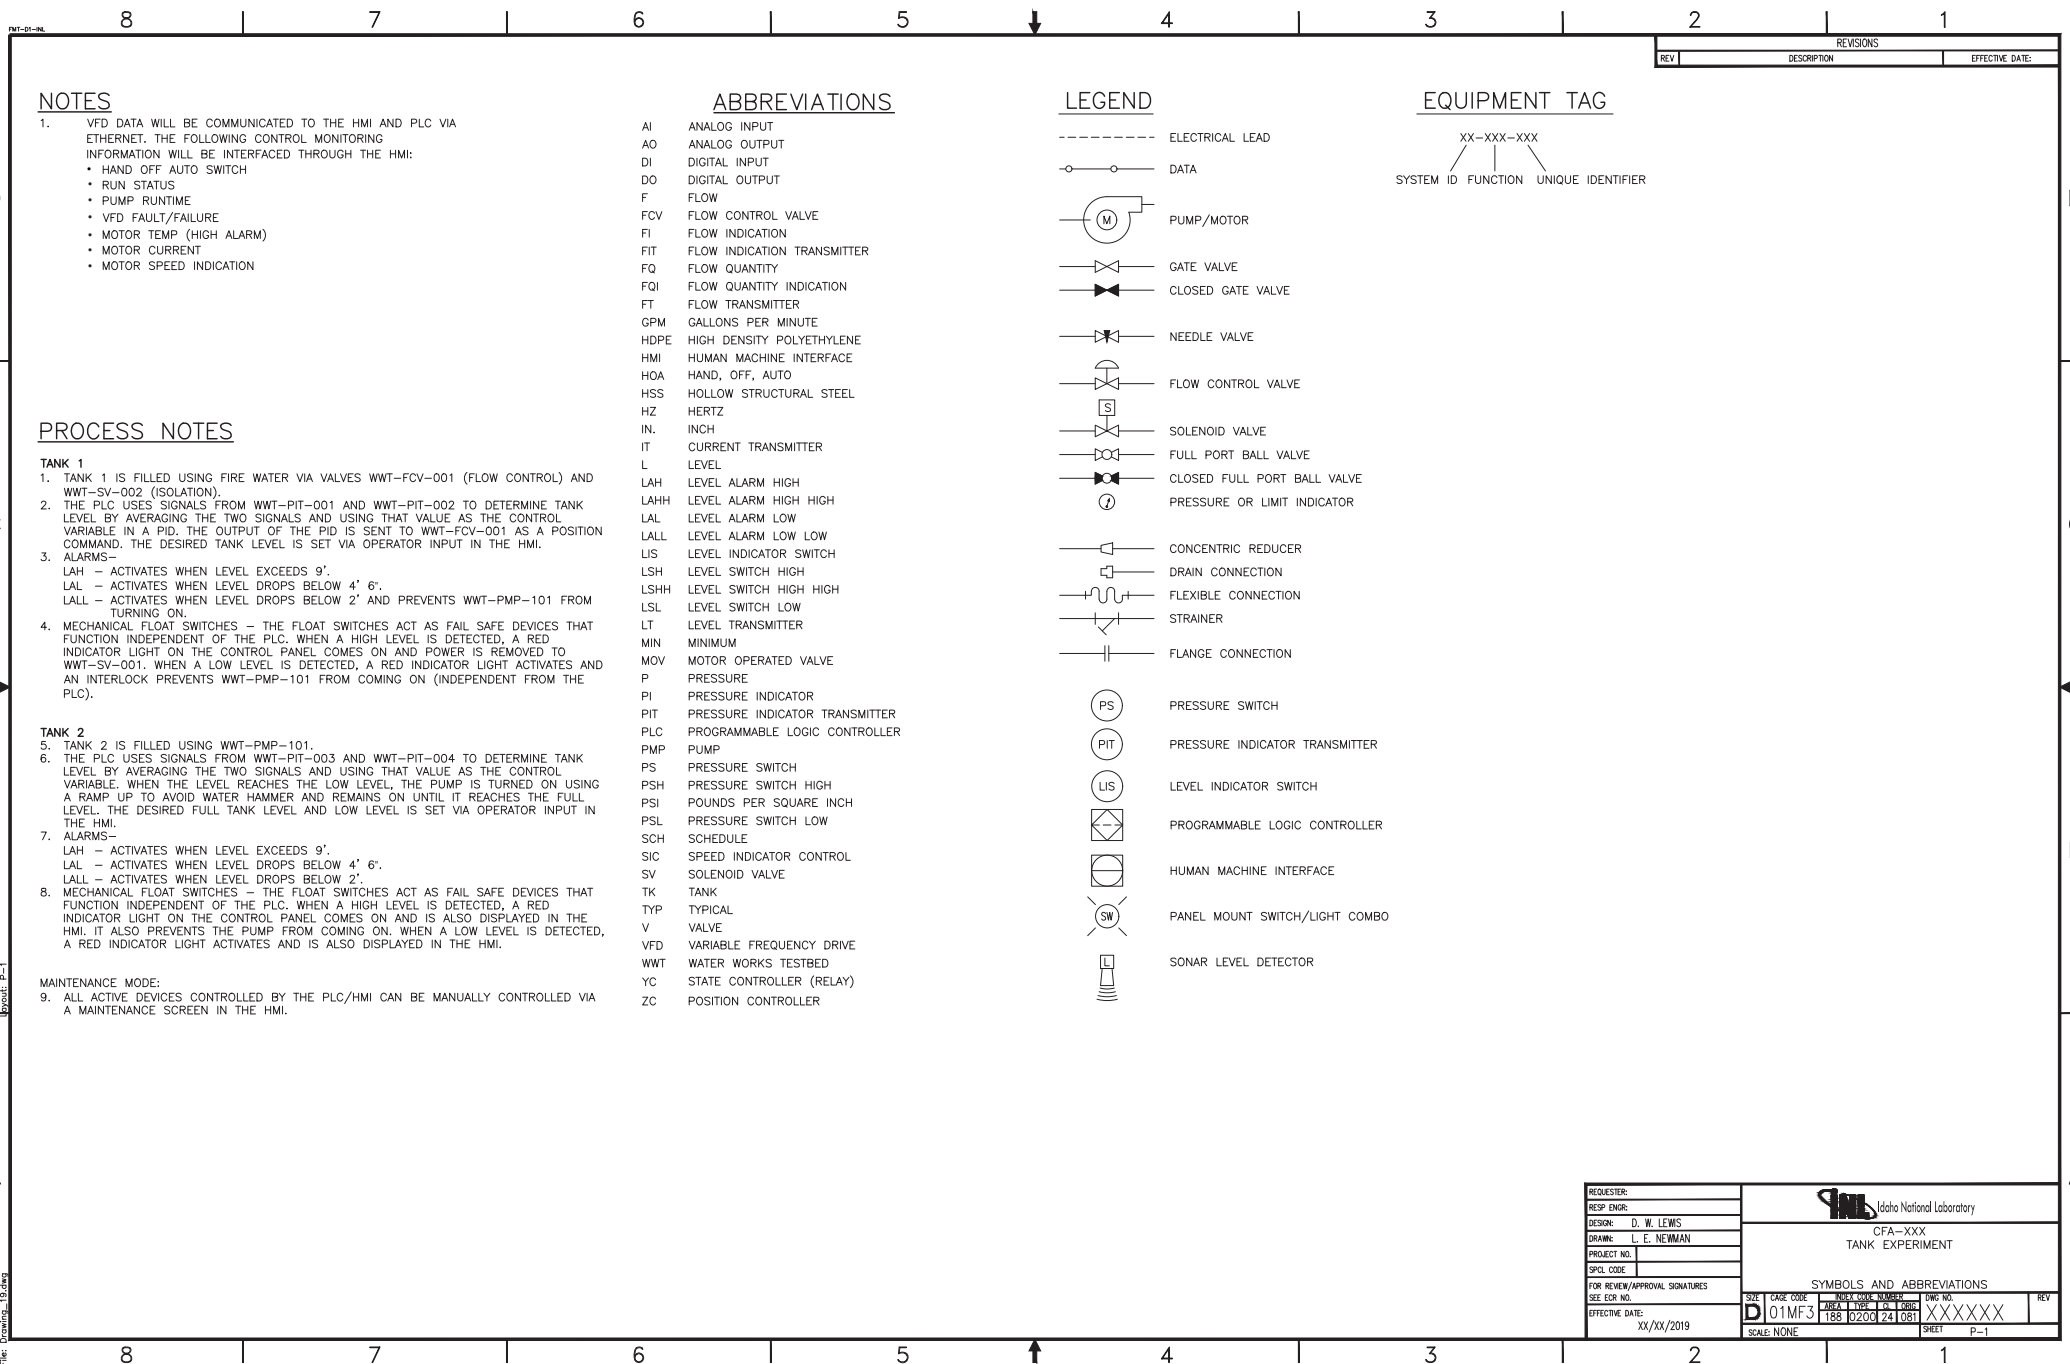 8 7 6 5 4 3 2 1
FMT-D1-INL
REVISIONS
REV DESCRIPTION EFFECTIVE DATE:
NOTES
1. VFD DATA WILL BE COMMUNICATED TO THE HMI AND PLC VIA
ETHERNET. THE FOLLOWING CONTROL MONITORING
INFORMATION WILL BE INTERFACED THROUGH THE HMI:
• HAND OFF AUTO SWITCH
• RUN STATUS
• PUMP RUNTIME
• VFD FAULT/FAILURE
• MOTOR TEMP (HIGH ALARM)
• MOTOR CURRENT
• MOTOR SPEED INDICATION
PROCESS NOTES
TANK 1
1. TANK 1 IS FILLED USING FIRE WATER VIA VALVES WWT-FCV-001 (FLOW CONTROL) AND
WWT-SV-002 (ISOLATION).
2. THE PLC USES SIGNALS FROM WWT-PIT-001 AND WWT-PIT-002 TO DETERMINE TANK
LEVEL BY AVERAGING THE TWO SIGNALS AND USING THAT VALUE AS THE CONTROL
VARIABLE IN A PID. THE OUTPUT OF THE PID IS SENT TO WWT-FCV-001 AS A POSITION
COMMAND. THE DESIRED TANK LEVEL IS SET VIA OPERATOR INPUT IN THE HMI.
3. ALARMS-
LAH - ACTIVATES WHEN LEVEL EXCEEDS 9'.
LAL - ACTIVATES WHEN LEVEL DROPS BELOW 4' 6".
LALL - ACTIVATES WHEN LEVEL DROPS BELOW 2' AND PREVENTS WWT-PMP-101 FROM
TURNING ON.
4. MECHANICAL FLOAT SWITCHES - THE FLOAT SWITCHES ACT AS FAIL SAFE DEVICES THAT
FUNCTION INDEPENDENT OF THE PLC. WHEN A HIGH LEVEL IS DETECTED, A RED
INDICATOR LIGHT ON THE CONTROL PANEL COMES ON AND POWER IS REMOVED TO
WWT-SV-001. WHEN A LOW LEVEL IS DETECTED, A RED INDICATOR LIGHT ACTIVATES AND
AN INTERLOCK PREVENTS WWT-PMP-101 FROM COMING ON (INDEPENDENT FROM THE
PLC).
TANK 2
5. TANK 2 IS FILLED USING WWT-PMP-101.
6. THE PLC USES SIGNALS FROM WWT-PIT-003 AND WWT-PIT-004 TO DETERMINE TANK
LEVEL BY AVERAGING THE TWO SIGNALS AND USING THAT VALUE AS THE CONTROL
VARIABLE. WHEN THE LEVEL REACHES THE LOW LEVEL, THE PUMP IS TURNED ON USING
A RAMP UP TO AVOID WATER HAMMER AND REMAINS ON UNTIL IT REACHES THE FULL
LEVEL. THE DESIRED FULL TANK LEVEL AND LOW LEVEL IS SET VIA OPERATOR INPUT IN
THE HMI.
7. ALARMS-
LAH - ACTIVATES WHEN LEVEL EXCEEDS 9'.
LAL - ACTIVATES WHEN LEVEL DROPS BELOW 4' 6".
LALL - ACTIVATES WHEN LEVEL DROPS BELOW 2'.
8. MECHANICAL FLOAT SWITCHES - THE FLOAT SWITCHES ACT AS FAIL SAFE DEVICES THAT
FUNCTION INDEPENDENT OF THE PLC. WHEN A HIGH LEVEL IS DETECTED, A RED
INDICATOR LIGHT ON THE CONTROL PANEL COMES ON AND IS ALSO DISPLAYED IN THE
HMI. IT ALSO PREVENTS THE PUMP FROM COMING ON. WHEN A LOW LEVEL IS DETECTED,
A RED INDICATOR LIGHT ACTIVATES AND IS ALSO DISPLAYED IN THE HMI.
MAINTENANCE MODE:
9. ALL ACTIVE DEVICES CONTROLLED BY THE PLC/HMI CAN BE MANUALLY CONTROLLED VIA
A MAINTENANCE SCREEN IN THE HMI.
ABBREVIATIONS
AI ANALOG INPUT
AO ANALOG OUTPUT
DI DIGITAL INPUT
DO DIGITAL OUTPUT
F FLOW
FCV FLOW CONTROL VALVE
FI FLOW INDICATION
FIT FLOW INDICATION TRANSMITTER
FQ FLOW QUANTITY
FQI FLOW QUANTITY INDICATION
FT FLOW TRANSMITTER
GPM GALLONS PER MINUTE
HDPE HIGH DENSITY POLYETHYLENE
HMI HUMAN MACHINE INTERFACE
HOA HAND, OFF, AUTO
HSS HOLLOW STRUCTURAL STEEL
HZ HERTZ
IN. INCH
IT CURRENT TRANSMITTER
L LEVEL
LAH LEVEL ALARM HIGH
LAHH LEVEL ALARM HIGH HIGH
LAL LEVEL ALARM LOW
LALL LEVEL ALARM LOW LOW
LIS LEVEL INDICATOR SWITCH
LSH LEVEL SWITCH HIGH
LSHH LEVEL SWITCH HIGH HIGH
LSL LEVEL SWITCH LOW
LT LEVEL TRANSMITTER
MIN MINIMUM
MOV MOTOR OPERATED VALVE
P PRESSURE
PI PRESSURE INDICATOR
PIT PRESSURE INDICATOR TRANSMITTER
PLC PROGRAMMABLE LOGIC CONTROLLER
PMP PUMP
PS PRESSURE SWITCH
PSH PRESSURE SWITCH HIGH
PSI POUNDS PER SQUARE INCH
PSL PRESSURE SWITCH LOW
SCH SCHEDULE
SIC SPEED INDICATOR CONTROL
SV SOLENOID VALVE
TK TANK
TYP TYPICAL
V VALVE
VFD VARIABLE FREQUENCY DRIVE
WWT WATER WORKS TESTBED
YC STATE CONTROLLER (RELAY)
ZC POSITION CONTROLLER
LEGEND
ELECTRICAL LEAD
DATA
M PUMP/MOTOR
GATE VALVE
CLOSED GATE VALVE
NEEDLE VALVE
FLOW CONTROL VALVE
S
SOLENOID VALVE
FULL PORT BALL VALVE
CLOSED FULL PORT BALL VALVE
PRESSURE OR LIMIT INDICATOR
CONCENTRIC REDUCER
DRAIN CONNECTION
FLEXIBLE CONNECTION
STRAINER
FLANGE CONNECTION
PS PRESSURE SWITCH
PIT PRESSURE INDICATOR TRANSMITTER
LIS LEVEL INDICATOR SWITCH
PROGRAMMABLE LOGIC CONTROLLER
HUMAN MACHINE INTERFACE
SW PANEL MOUNT SWITCH/LIGHT COMBO
L SONAR LEVEL DETECTOR
EQUIPMENT TAG
XX-XXX-XXX
SYSTEM ID FUNCTION UNIQUE IDENTIFIER
Layout: P-1
File: Drawing_19.dwg
REQUESTER:
RESP ENGR:
DESIGN: D. W. LEWIS
DRAWN: L. E. NEWMAN
PROJECT NO.
SPCL CODE
FOR REVIEW/APPROVAL SIGNATURES
SEE ECR NO.
EFFECTIVE DATE:
XX/XX/2019
INL Idaho National Laboratory
CFA-XXX
TANK EXPERIMENT
SYMBOLS AND ABBREVIATIONS
SIZE CAGE CODE INDEX CODE NUMBER DWG NO. REV
AREA TYPE CL ORIG
D 01MF3 188 0200 24 081 XXXXXX
SCALE: NONE SHEET P-1
8 7 6 5 4 3 2 1